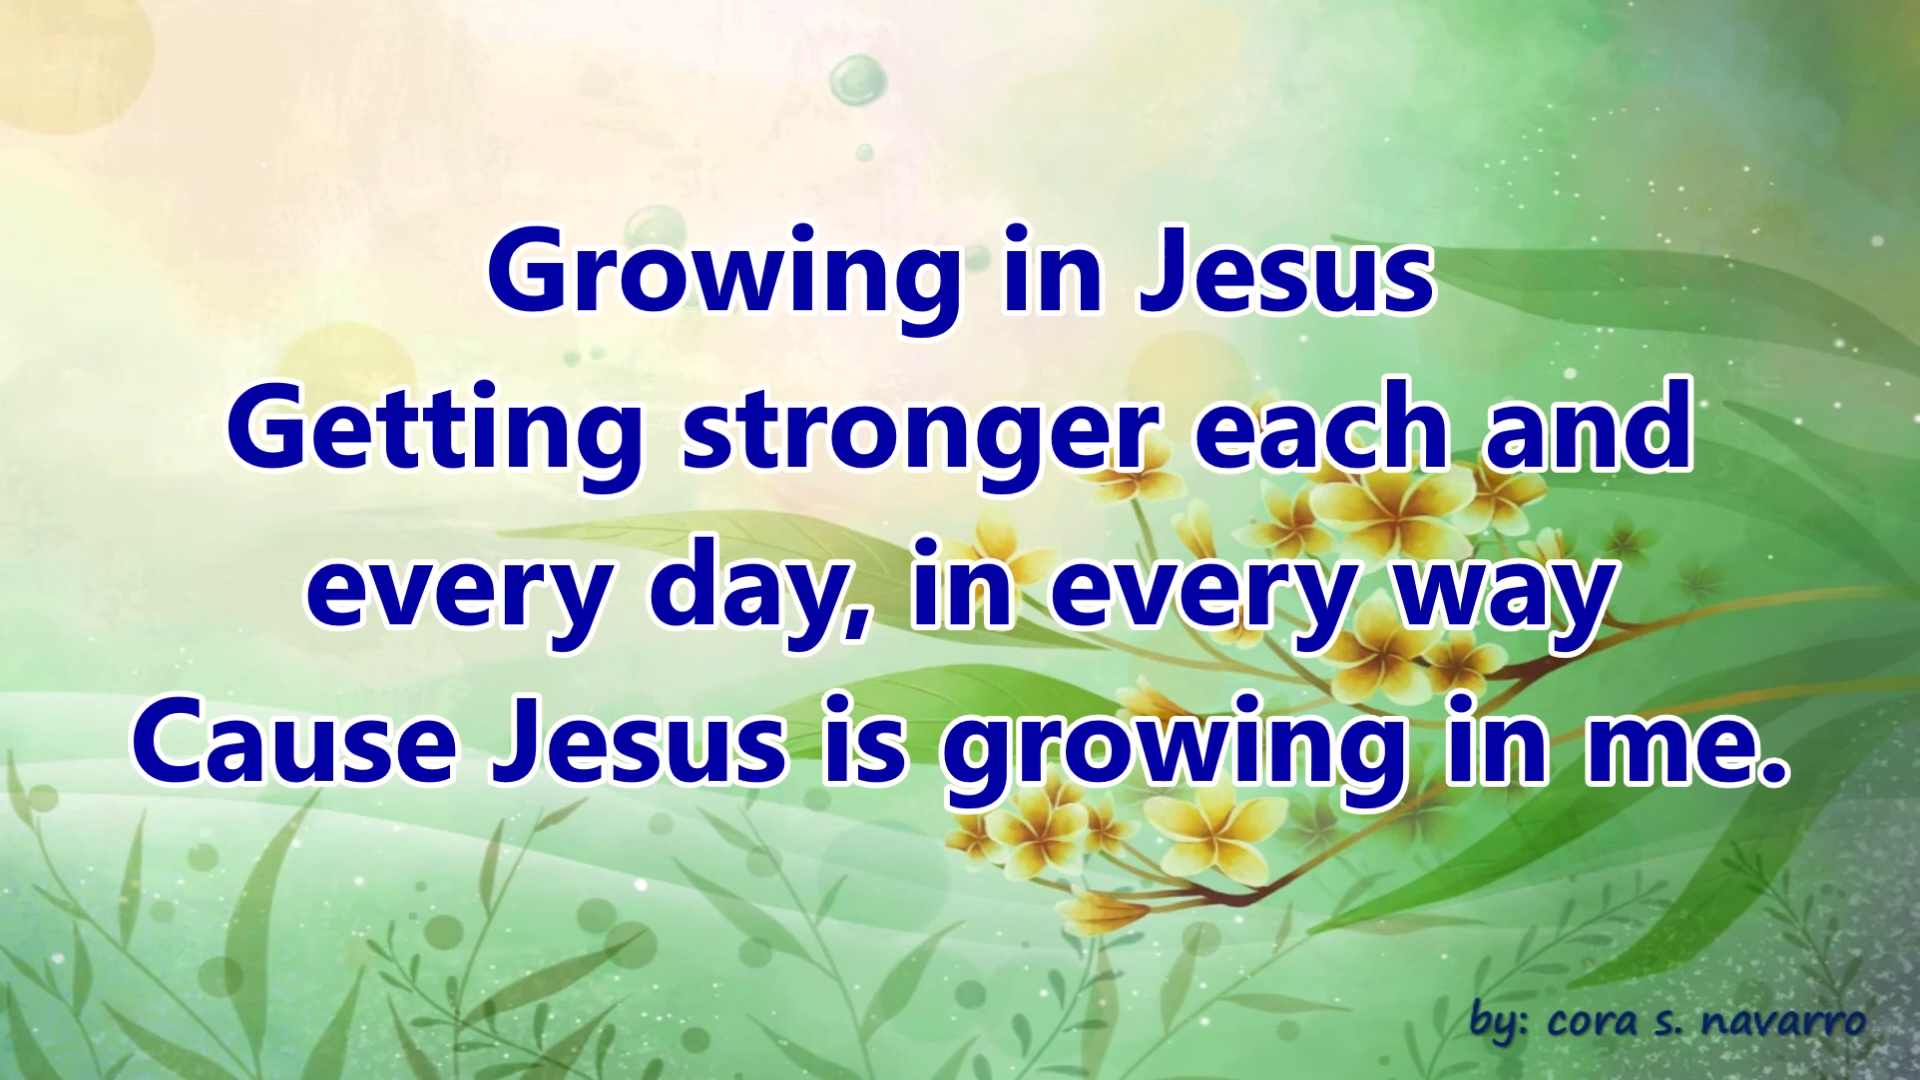 Growing in Jesus
Getting stronger each and
every day, in every way
Cause Jesus is growing in me.
by: cora s. navarro